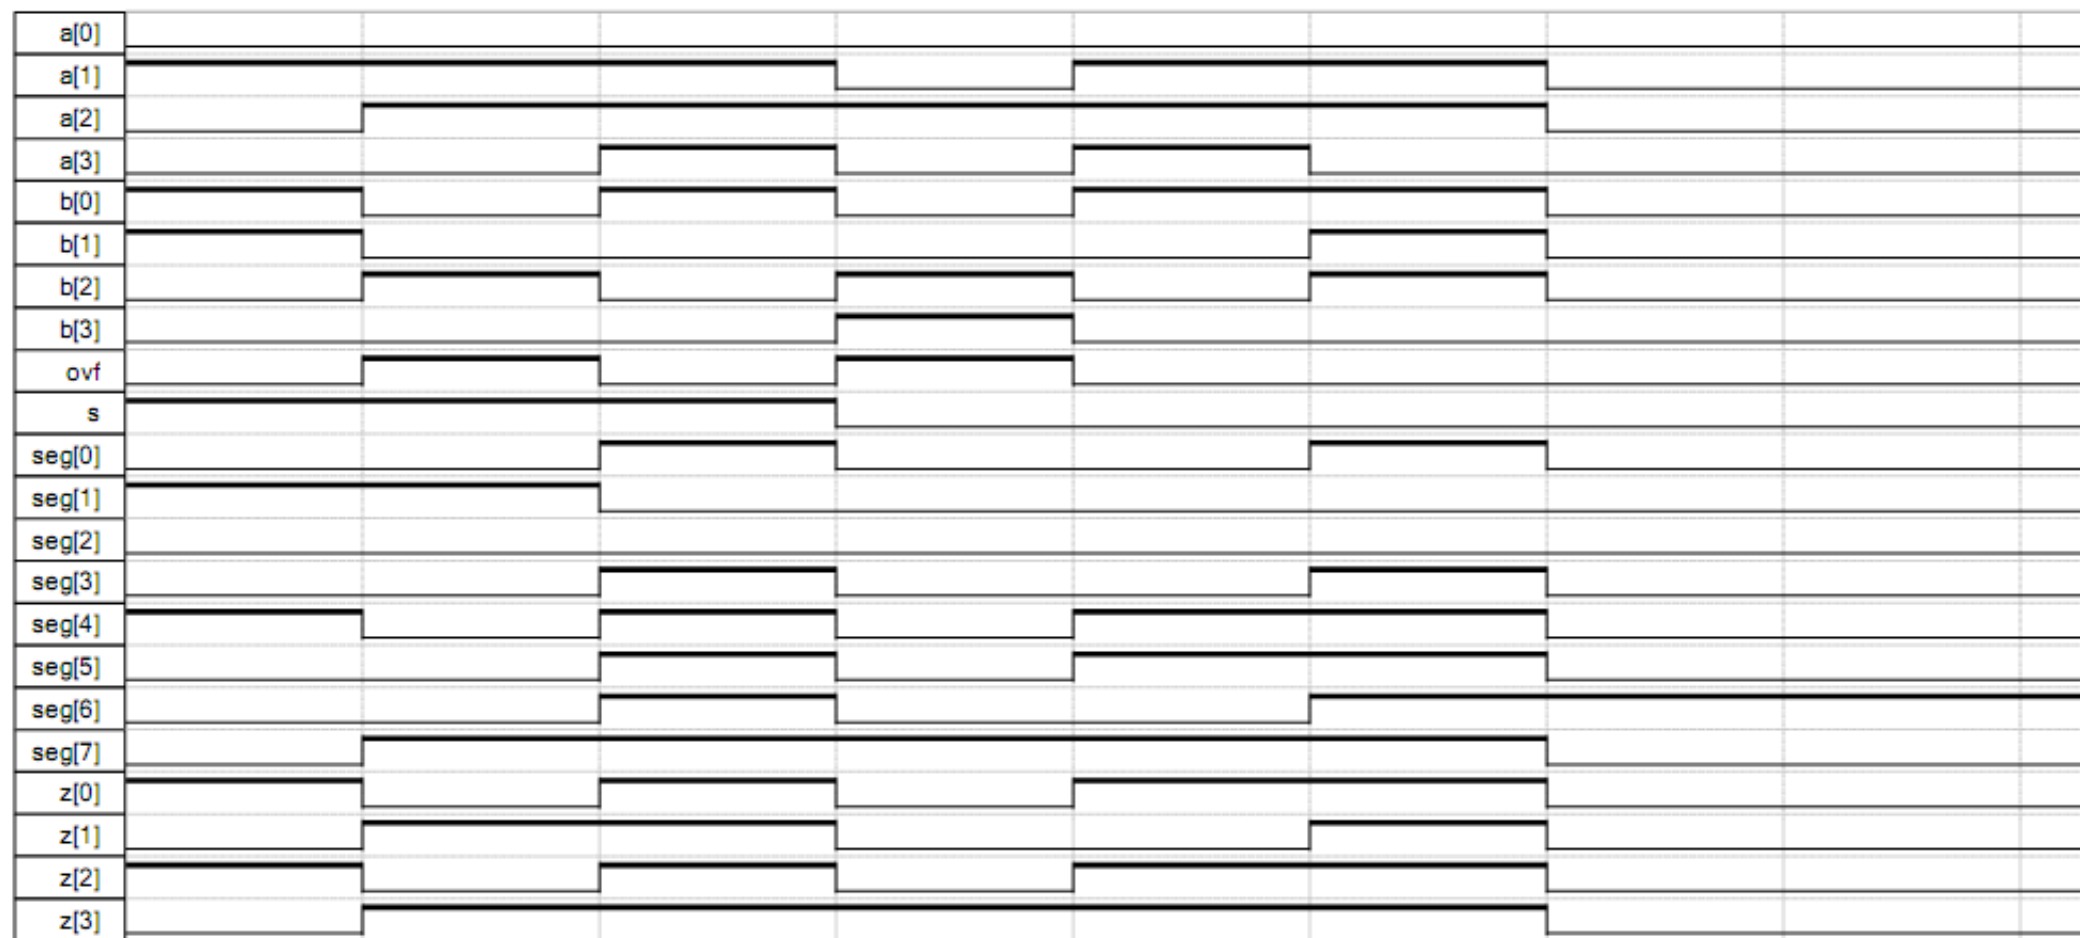 a[0]
a[1]
a[2]
a[3]
b[0]
b[1]
b[2]
b[3]
ovf
s
seg[0]
seg[1]
seg[2]
seg[3]
seg[4]
seg[5]
seg[6]
seg[7]
z[0]
z[1]
z[2]
z[3]